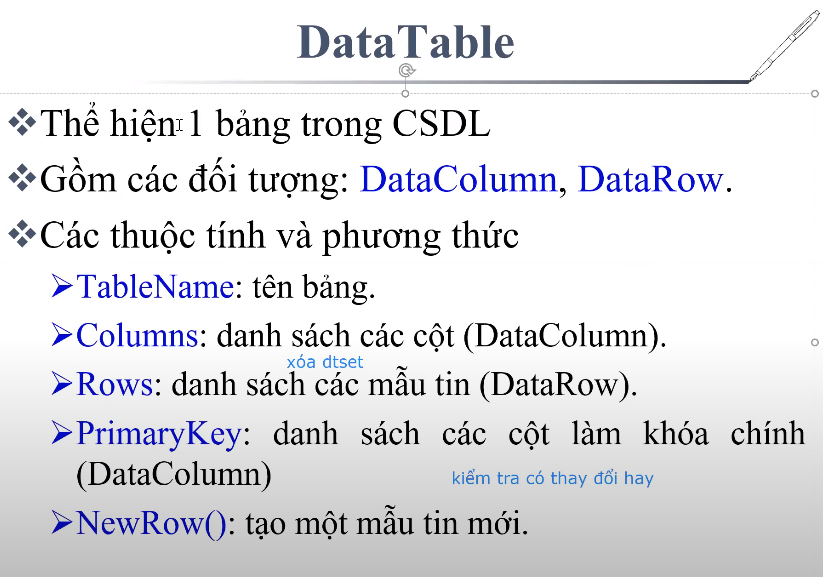 DataTable
Thể hiện 1 bảng trong CSDL
Gồm các đối tượng: DataColumn, DataRow.
Các thuộc tính và phương thức
TableName: tên bảng.
Columns: danh sách các cột (DataColumn).
xóa dtset
Rows: danh sách các mẫu tin (DataRow).
PrimaryKey: danh sách các cột làm khóa chính
(DataColumn)
kiểm tra có thay đổi hay
NewRow(): tạo một mẫu tin mới.